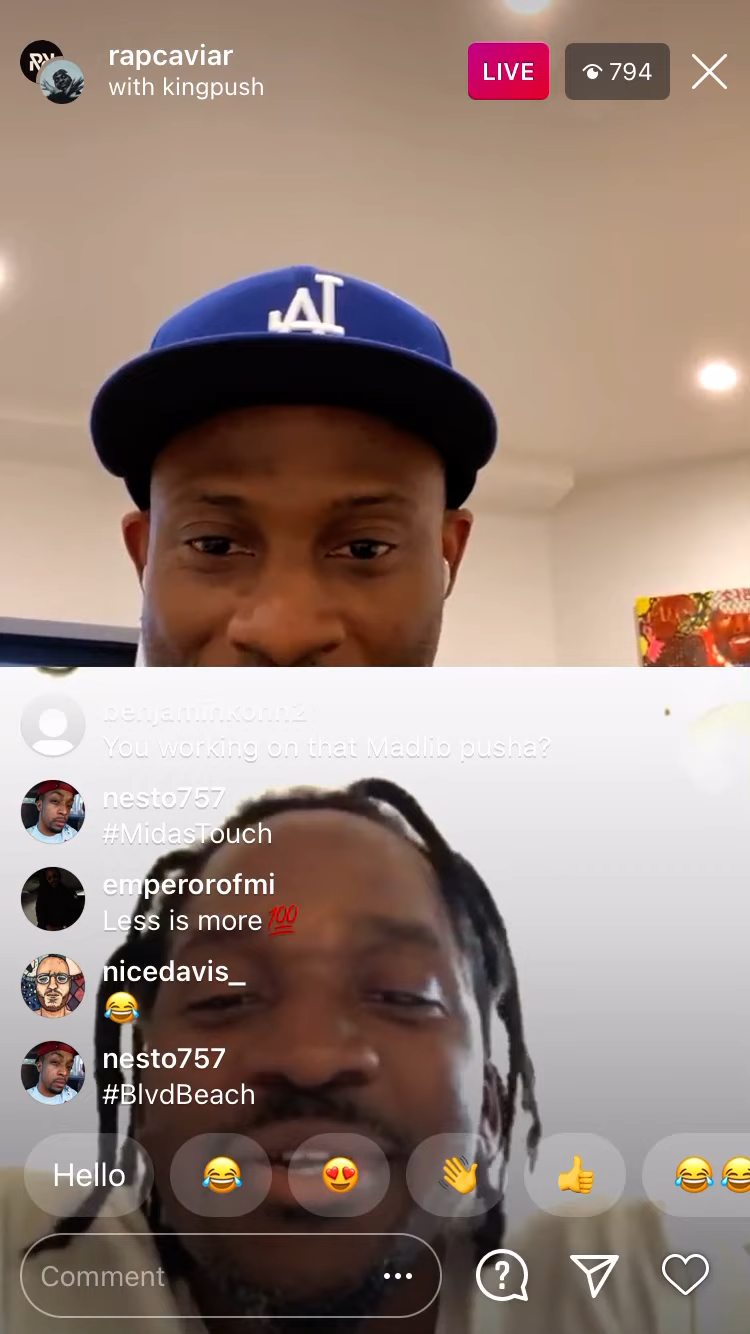 RV
rapcaviar
with kingpush
LIVE
794
LA
benjaminkohn2
You working on that Madlib pusha?
nesto757
#MidasTouch
emperorofmi
Less is more 💯
nicedavis_
😂
nesto757
#BlvdBeach
Hello 😂 😍 👋 👍 😂😂
Comment